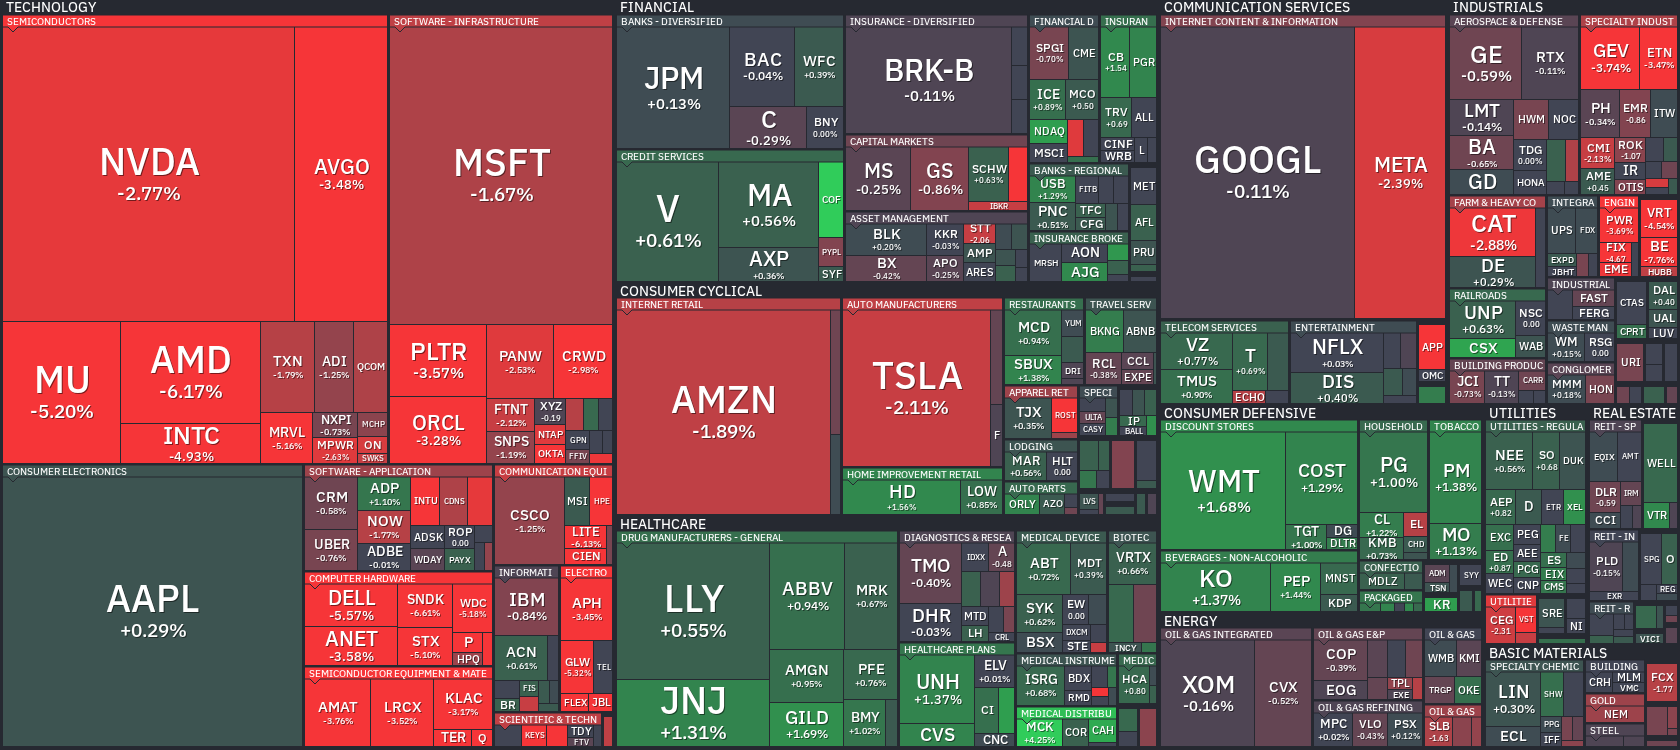 TECHNOLOGY
SEMICONDUCTORS
NVDA
-2.77%
AVGO
-3.48%
MU
-5.20%
AMD
-6.17%
INTC
-4.93%
TXN
-1.79%
ADI
-1.25%
QCOM
MRVL
-5.16%
NXPI
-0.73%
MCHP
MPWR
-2.63%
ON
SWKS
SOFTWARE - INFRASTRUCTURE
MSFT
-1.67%
PLTR
-3.57%
PANW
-2.53%
CRWD
-2.98%
ORCL
-3.28%
FTNT
-2.12%
XYZ
-0.19
SNPS
-1.19%
NTAP
GPN
OKTA
FFIV
CONSUMER ELECTRONICS
AAPL
+0.29%
SOFTWARE - APPLICATION
CRM
-0.58%
ADP
+1.10%
INTU
CDNS
NOW
-1.77%
UBER
-0.76%
ADSK
ROP
0.00
ADBE
-0.01%
WDAY
PAYX
COMMUNICATION EQUI
CSCO
-1.25%
MSI
HPE
LITE
-6.13%
CIEN
COMPUTER HARDWARE
DELL
-5.57%
SNDK
-6.61%
WDC
-5.18%
ANET
-3.58%
STX
-5.10%
P
HPQ
INFORMATI
IBM
-0.84%
ACN
+0.61%
FIS
BR
ELECTRO
APH
-3.46%
GLW
-5.32%
TEL
FLEX
JBL
SEMICONDUCTOR EQUIPMENT & MATE
AMAT
-3.76%
LRCX
-3.52%
KLAC
-3.17%
TER
Q
SCIENTIFIC & TECHN
KEYS
TDY
FTV
FINANCIAL
BANKS - DIVERSIFIED
JPM
+0.13%
BAC
-0.04%
WFC
+0.39%
C
-0.29%
BNY
0.00%
CREDIT SERVICES
V
+0.61%
MA
+0.56%
COF
AXP
+0.36%
PYPL
SYF
INSURANCE - DIVERSIFIED
BRK-B
-0.11%
CAPITAL MARKETS
MS
-0.25%
GS
-0.86%
SCHW
+0.63%
IBKR
ASSET MANAGEMENT
BLK
+0.20%
KKR
-0.03%
STT
-2.06
BX
-0.42%
APO
-0.25%
AMP
ARES
FINANCIAL D
SPGI
-0.70%
CME
ICE
+0.89%
MCO
+0.50
NDAQ
MSCI
INSURAN
CB
+1.54
PGR
TRV
+0.69
ALL
CINF
WRB
L
BANKS - REGIONAL
USB
+1.29%
FITB
PNC
+0.51%
TFC
CFG
MET
AFL
PRU
INSURANCE BROKE
MRSH
AON
AJG
CONSUMER CYCLICAL
INTERNET RETAIL
AMZN
-1.89%
AUTO MANUFACTURERS
TSLA
-2.11%
F
HOME IMPROVEMENT RETAIL
HD
+1.56%
LOW
+0.85%
RESTAURANTS
MCD
+0.94%
YUM
SBUX
+1.38%
DRI
TRAVEL SERV
BKNG
ABNB
RCL
-0.38%
CCL
EXPE
APPAREL RET
TJX
+0.35%
ROST
SPECI
ULTA
CASY
IP
BALL
LODGING
MAR
+0.56%
HLT
0.00
AUTO PARTS
ORLY
AZO
LVS
HEALTHCARE
DRUG MANUFACTURERS - GENERAL
LLY
+0.55%
JNJ
+1.31%
ABBV
+0.94%
MRK
+0.67%
AMGN
+0.95%
PFE
+0.76%
GILD
+1.69%
BMY
+1.02%
DIAGNOSTICS & RESEA
TMO
-0.40%
IDXX
A
-0.48
DHR
-0.03%
MTD
LH
CRL
MEDICAL DEVICE
ABT
+0.72%
MDT
+0.39%
SYK
+0.62%
EW
0.00
BSX
DXCM
STE
BIOTEC
VRTX
+0.66%
INCY
HEALTHCARE PLANS
UNH
+1.37%
ELV
+0.01%
CI
CVS
CNC
MEDICAL INSTRUME
ISRG
+0.68%
BDX
RMD
MEDIC
HCA
+0.80
MEDICAL DISTRIBU
MCK
+4.25%
COR
CAH
COMMUNICATION SERVICES
INTERNET CONTENT & INFORMATION
GOOGL
-0.11%
META
-2.39%
TELECOM SERVICES
VZ
+0.77%
T
+0.69%
TMUS
+0.90%
ECHO
ENTERTAINMENT
NFLX
+0.03%
DIS
+0.40%
APP
OMC
INDUSTRIALS
AEROSPACE & DEFENSE
GE
-0.59%
RTX
-0.11%
LMT
-0.14%
HWM
NOC
BA
-0.65%
TDG
0.00%
GD
HONA
SPECIALTY INDUST
GEV
-3.74%
ETN
-3.47%
PH
-0.34%
EMR
-0.86
ITW
CMI
-2.13%
ROK
-1.07
AME
+0.45
IR
OTIS
FARM & HEAVY CO
CAT
-2.88%
DE
+0.29%
INTEGRA
UPS
FDX
EXPD
JBHT
ENGIN
PWR
-3.69%
FIX
-4.67
EME
VRT
-4.54%
BE
-7.76%
HUBB
RAILROADS
UNP
+0.63%
NSC
0.00
CSX
WAB
INDUSTRIAL
FAST
FERG
CTAS
CPRT
DAL
+0.40
UAL
LUV
WASTE MAN
WM
+0.15%
RSG
0.00
URI
BUILDING PRODUC
JCI
-0.73%
TT
-0.13%
CARR
CONGLOMER
MMM
+0.18%
HON
CONSUMER DEFENSIVE
DISCOUNT STORES
WMT
+1.68%
COST
+1.29%
TGT
+1.00%
DG
DLTR
HOUSEHOLD
PG
+1.00%
CL
+1.22%
EL
KMB
+0.73%
CHD
TOBACCO
PM
+1.38%
MO
+1.13%
BEVERAGES - NON-ALCOHOLIC
KO
+1.37%
PEP
+1.44%
MNST
KDP
CONFECTIO
MDLZ
PACKAGED
ADM
TSN
SYY
KR
ENERGY
OIL & GAS INTEGRATED
XOM
-0.16%
CVX
-0.52%
OIL & GAS E&P
COP
-0.39%
EOG
TPL
EXE
OIL & GAS
WMB
KMI
TRGP
OKE
OIL & GAS REFINING
MPC
+0.02%
VLO
-0.43%
PSX
+0.12%
OIL & GAS
SLB
-1.63
UTILITIES
UTILITIES - REGULA
NEE
+0.56%
SO
+0.68
DUK
AEP
+0.82
D
ETR
XEL
EXC
PEG
FE
ED
+0.87
AEE
PCG
ES
EIX
WEC
CNP
CMS
UTILITIE
CEG
-2.31
VST
SRE
NI
REAL ESTATE
REIT - SP
EQIX
AMT
WELL
DLR
-0.59
IRM
CCI
VTR
REIT - IN
PLD
-0.15%
EXR
SPG
O
REG
REIT - R
VICI
BASIC MATERIALS
SPECIALTY CHEMIC
LIN
+0.30%
SHW
ECL
PPG
IFF
BUILDING
CRH
MLM
VMC
FCX
-1.77
GOLD
NEM
STEEL